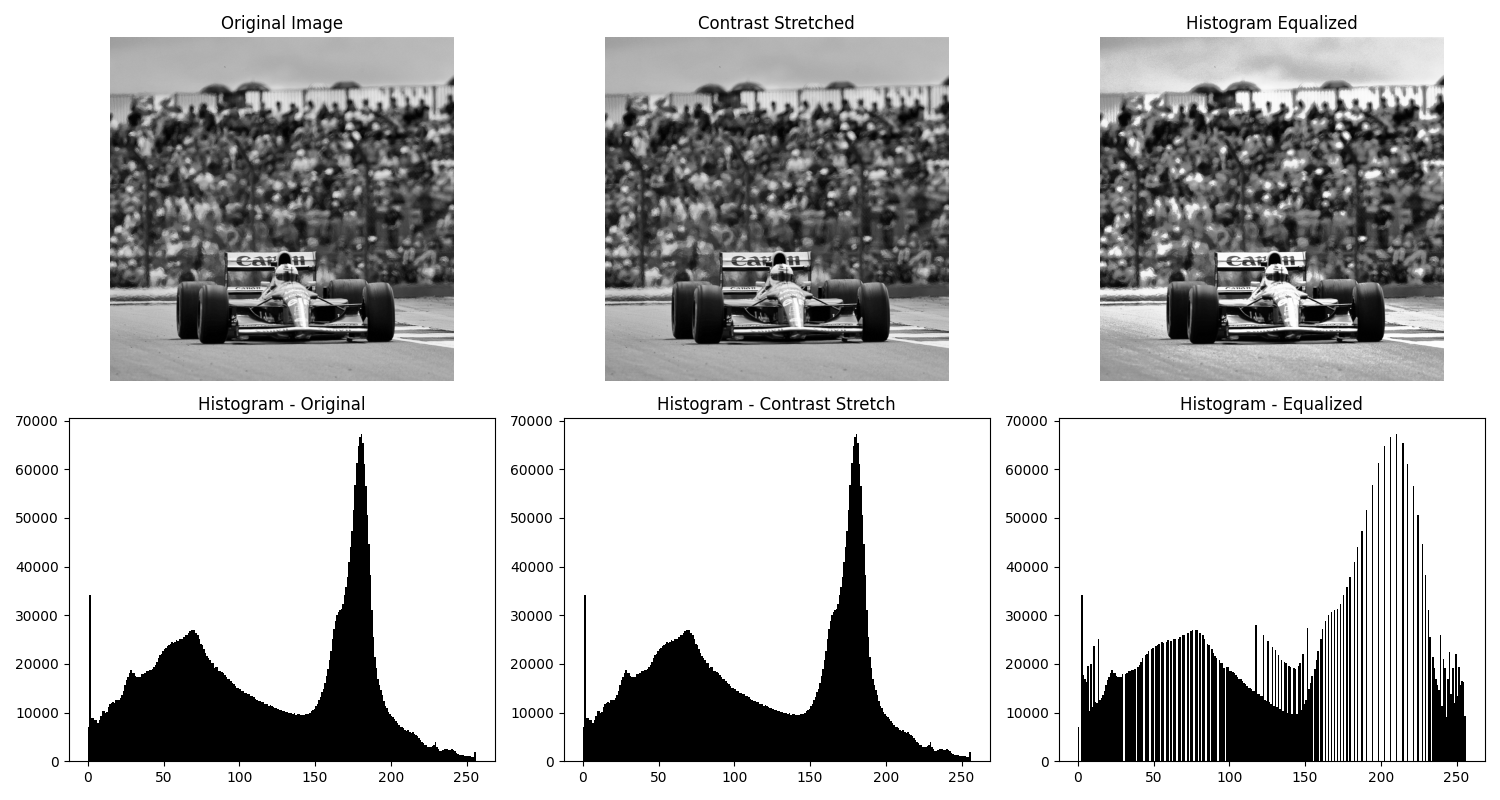 Original Image
Contrast Stretched
Histogram Equalized
Canon
Canon
Canon
Canon
Histogram - Original
Histogram - Contrast Stretch
Histogram - Equalized
70000
60000
50000
40000
30000
20000
10000
0
0 50 100 150 200 250
70000
60000
50000
40000
30000
20000
10000
0
0 50 100 150 200 250
70000
60000
50000
40000
30000
20000
10000
0
0 50 100 150 200 250